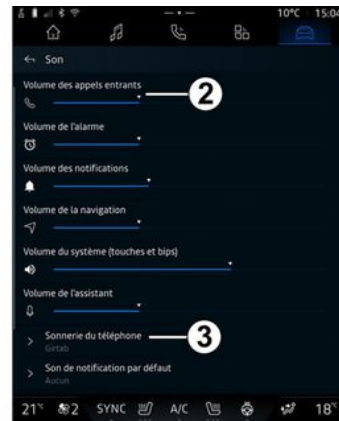 10°C 15:04
Son
Volume des appels entrants
2
Volume de l'alarme
Volume des notifications
Volume de la navigation
Volume du système (touches et bips)
Volume de l'assistant
Sonnerie du téléphone
3
Girtab
Son de notification par défaut
Aucun
21° 2 SYNC A/C 18°